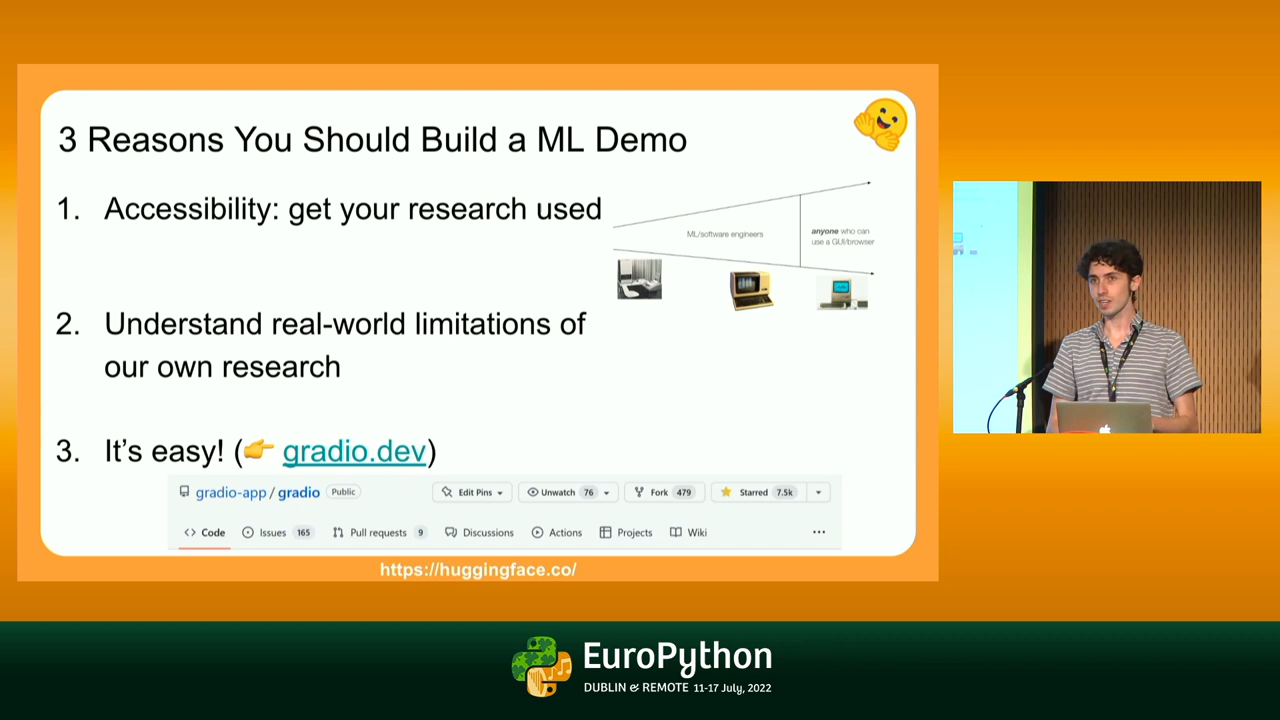 3 Reasons You Should Build a ML Demo
1. Accessibility: get your research used
ML/software engineers
anyone who can
use a GUI/browser
2. Understand real-world limitations of
our own research
3. It's easy! (👉 gradio.dev)
gradio-app / gradio Public Edit Pins Unwatch 76 Fork 479 Starred 7.5k
Code Issues 165 Pull requests 9 Discussions Actions Projects Wiki ...
https://huggingface.co/
EuroPython
DUBLIN & REMOTE 11-17 July, 2022